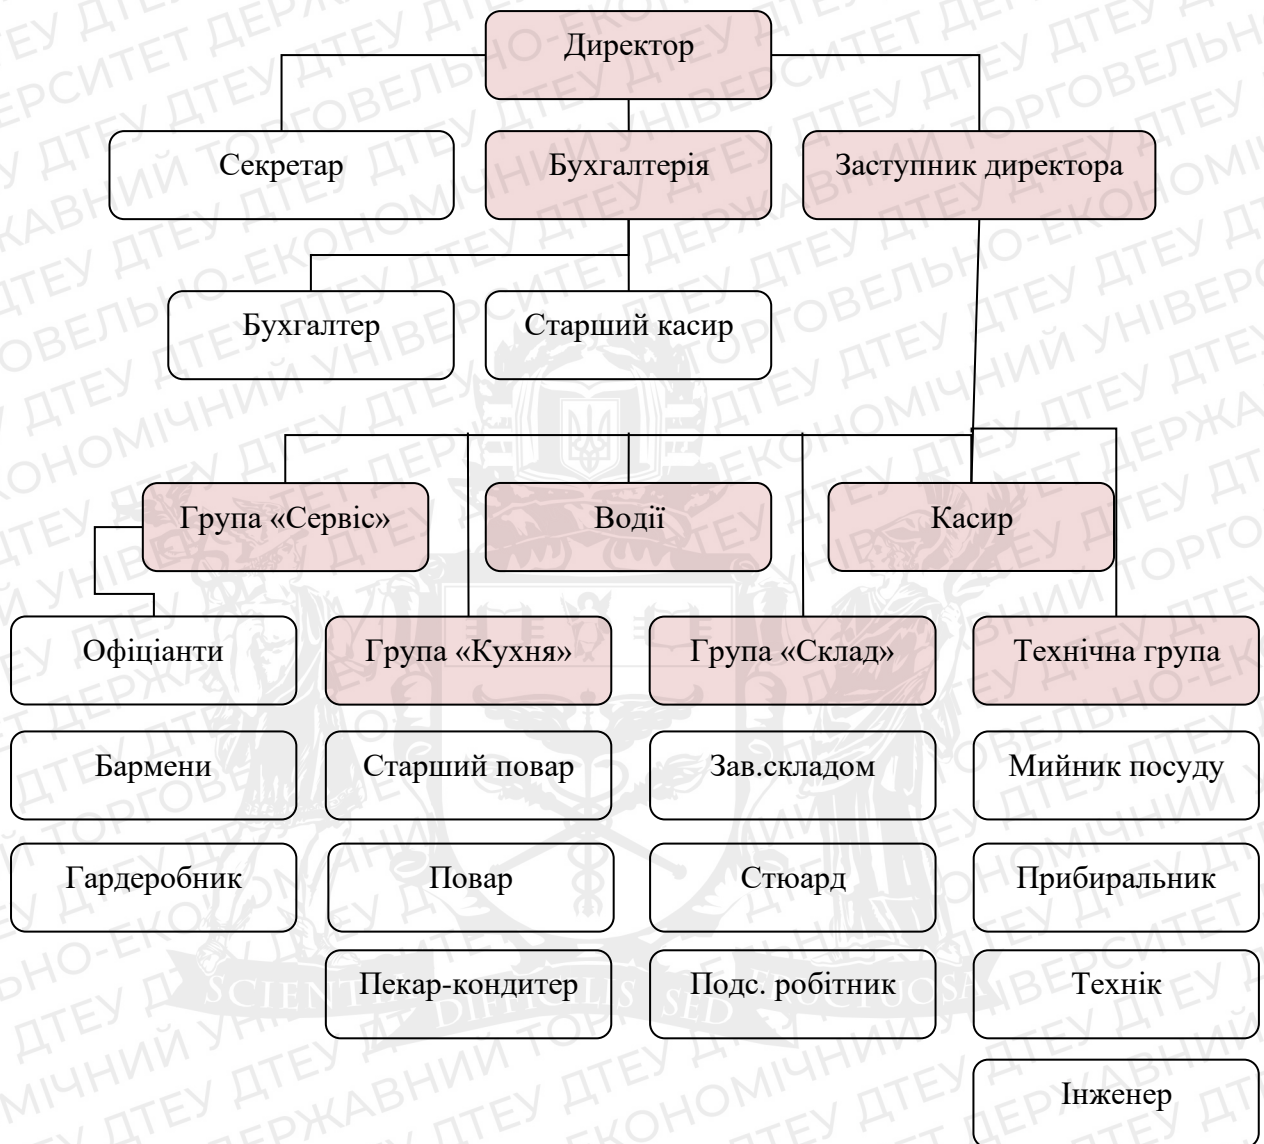 Директор
Секретар
Бухгалтерія
Заступник директора
Бухгалтер
Старший касир
Група «Сервіс»
Водії
Касир
Офіціанти
Група «Кухня»
Група «Склад»
Технічна група
Бармени
Старший повар
Зав.складом
Мийник посуду
Гардеробник
Повар
Стюард
Прибиральник
Пекар-кондитер
Подс. робітник
Технік
Інженер